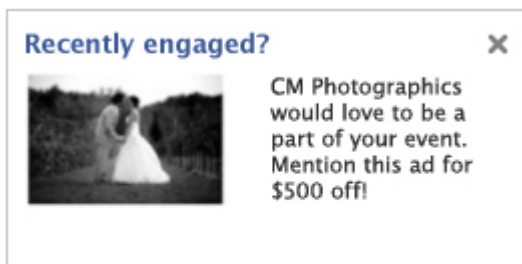 Recently engaged?
CM Photographics
would love to be a
part of your event.
Mention this ad for
$500 off!